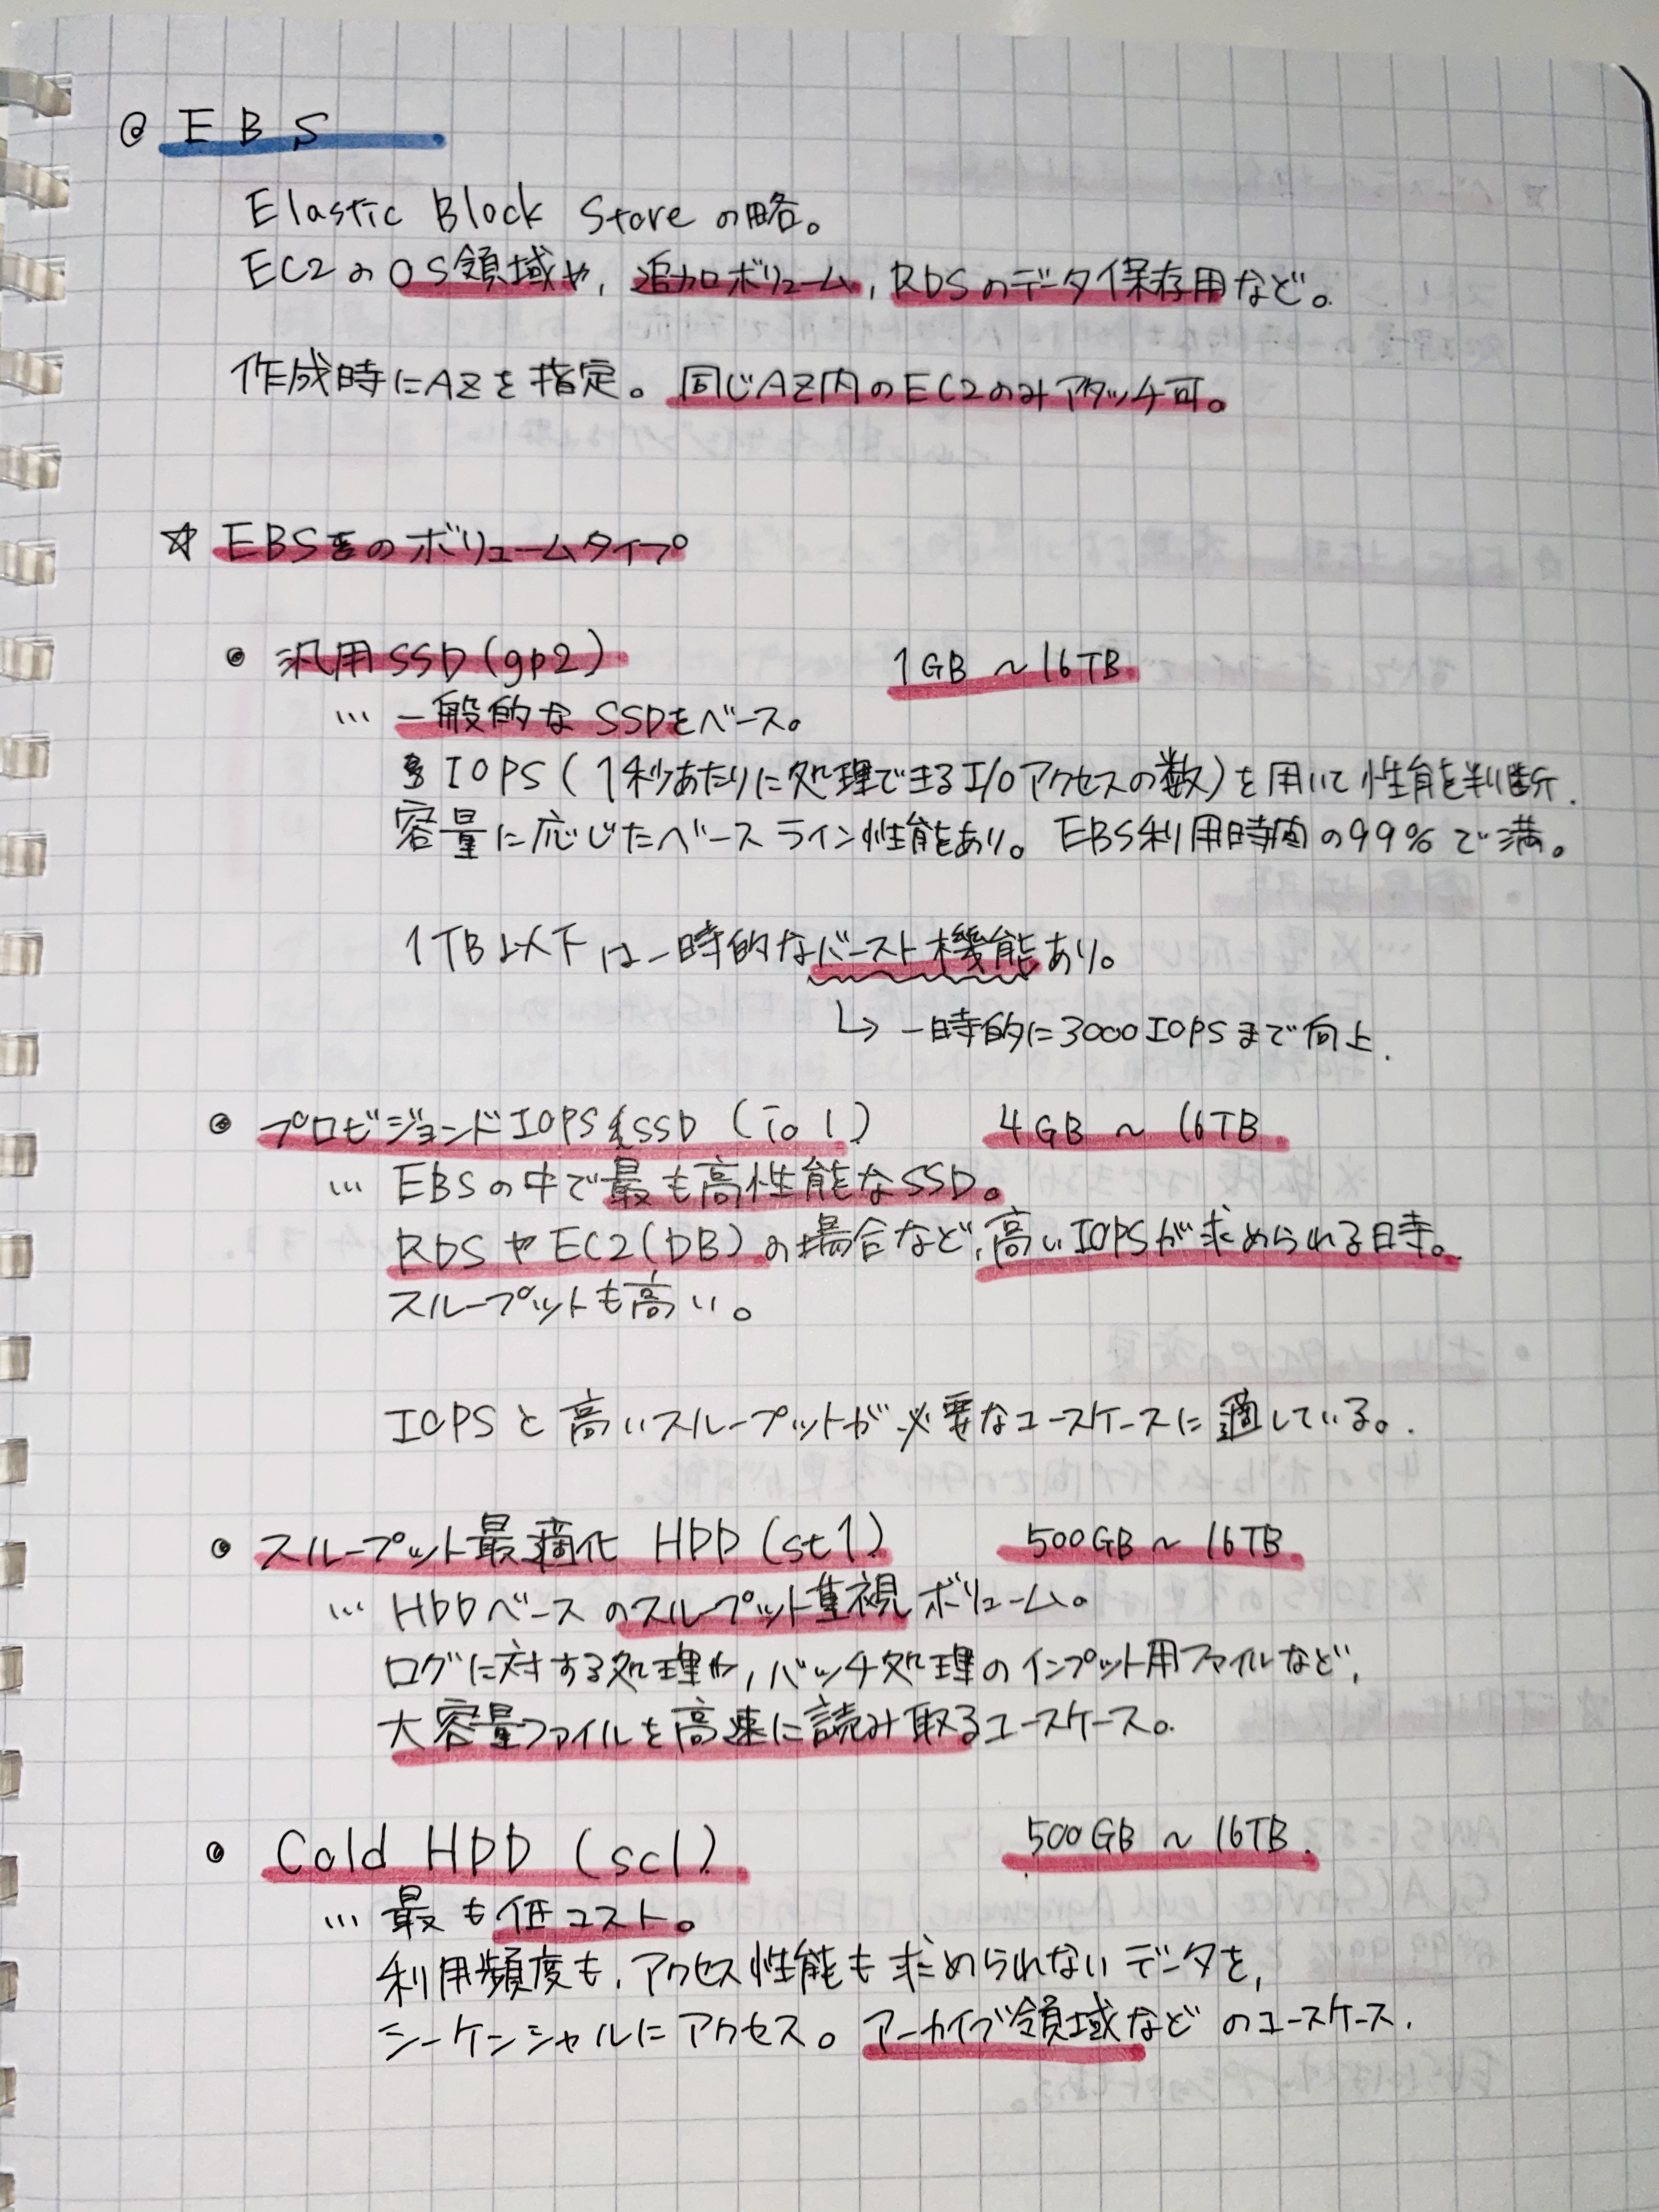 @ EBS
Elastic Block Store の略。
EC2のOS領域や, 追加ボリューム, RDSのデータ保存用など。
作成時にAZを指定。同じAZ内のEC2のみアタッチ可。
☆ EBSのボリュームタイプ
• 汎用SSD(gp2) 1GB ~ 16TB
… 一般的なSSDをベース。
IOPS(1秒あたりに処理できるI/Oアクセスの数)を用いて性能を判断.
容量に応じたベースライン性能あり。EBS利用時間の99%で満。
1TB以下は一時的なバースト機能あり。
↳ 一時的に3000IOPSまで向上.
• プロビジョンドIOPS SSD (io1) 4GB ~ 16TB
… EBSの中で最も高性能なSSD。
RDSやEC2(DB)の場合など, 高いIOPSが求められる時。
スループットも高い。
IOPSと高いスループットが必要なユースケースに適している。
• スループット最適化 HDD (st1) 500GB ~ 16TB
… HDDベースのスループット重視ボリューム。
ログに対する処理や, バッチ処理のインプット用ファイルなど,
大容量ファイルを高速に読み取るユースケース。
• Cold HDD (sc1) 500GB ~ 16TB.
… 最も低コスト。
利用頻度も, アクセス性能も求められないデータを,
シーケンシャルにアクセス。アーカイブ領域などのユースケース.